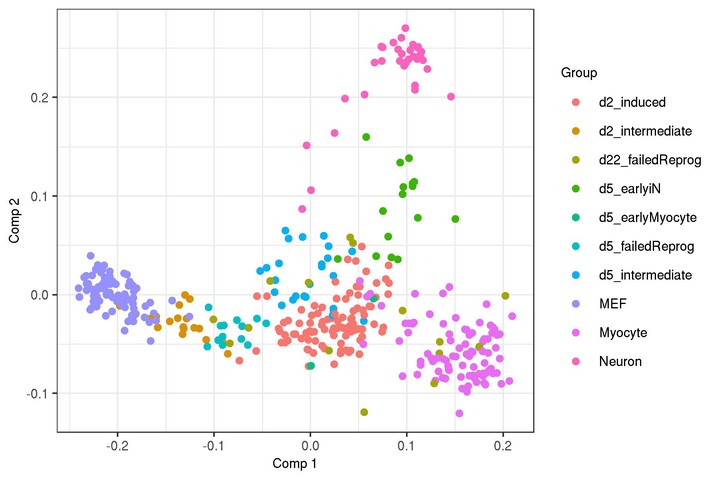 Comp 2
0.2
0.1
0.0
-0.1
-0.2
-0.1
0.0
0.1
0.2
Comp 1
Group
d2_induced
d2_intermediate
d22_failedReprog
d5_earlyiN
d5_earlyMyocyte
d5_failedReprog
d5_intermediate
MEF
Myocyte
Neuron